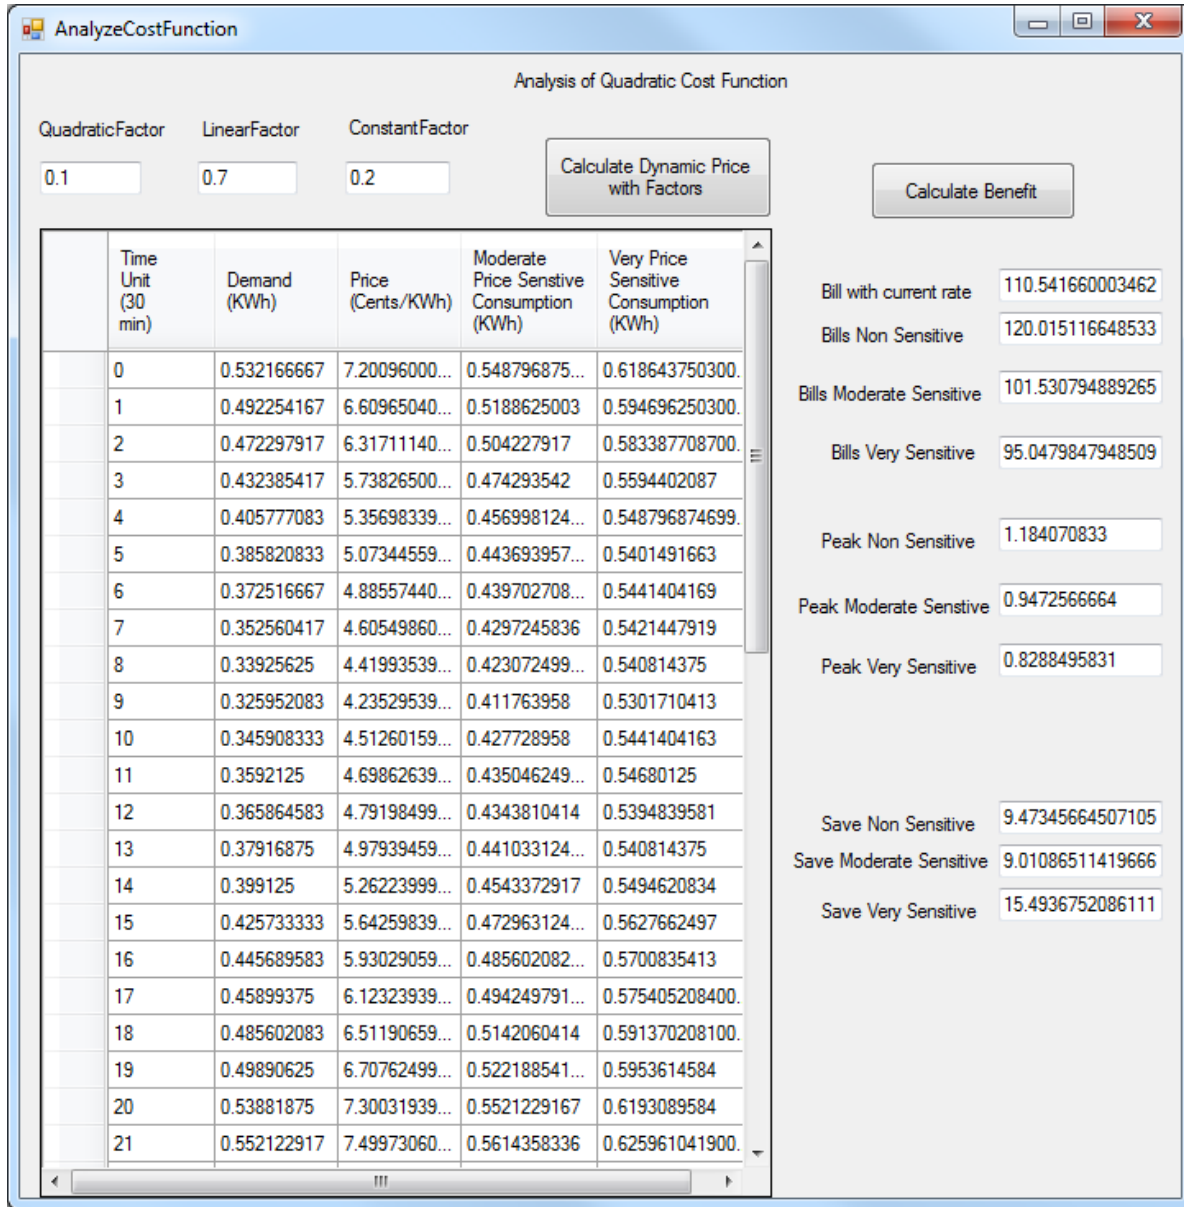 AnalyzeCostFunction
Analysis of Quadratic Cost Function
QuadraticFactor LinearFactor ConstantFactor
0.1 0.7 0.2
Calculate Dynamic Price
with Factors
Calculate Benefit
Time
Unit
(30
min)
Demand
(KWh)
Price
(Cents/KWh)
Moderate
Price Senstive
Consumption
(KWh)
Very Price
Sensitive
Consumption
(KWh)
0 0.532166667 7.20096000... 0.548796875... 0.618643750300.
1 0.492254167 6.60965040... 0.5188625003 0.594696250300.
2 0.472297917 6.31711140... 0.504227917 0.583387708700.
3 0.432385417 5.73826500... 0.474293542 0.5594402087
4 0.405777083 5.35698339... 0.456998124... 0.548796874699.
5 0.385820833 5.07344559... 0.443693957... 0.5401491663
6 0.372516667 4.88557440... 0.439702708... 0.5441404169
7 0.352560417 4.60549860... 0.4297245836 0.5421447919
8 0.33925625 4.41993539... 0.423072499... 0.540814375
9 0.325952083 4.23529539... 0.411763958 0.5301710413
10 0.345908333 4.51260159... 0.427728958 0.5441404163
11 0.3592125 4.69862639... 0.435046249... 0.54680125
12 0.365864583 4.79198499... 0.4343810414 0.5394839581
13 0.37916875 4.97939459... 0.441033124... 0.540814375
14 0.399125 5.26223999... 0.4543372917 0.5494620834
15 0.425733333 5.64259839... 0.472963124... 0.5627662497
16 0.445689583 5.93029059... 0.485602082... 0.5700835413
17 0.45899375 6.12323939... 0.494249791... 0.575405208400.
18 0.485602083 6.51190659... 0.5142060414 0.591370208100.
19 0.49890625 6.70762499... 0.522188541... 0.5953614584
20 0.53881875 7.30031939... 0.5521229167 0.6193089584
21 0.552122917 7.49973060... 0.5614358336 0.625961041900.
Bill with current rate 110.541660003462
Bills Non Sensitive 120.015116648533
Bills Moderate Sensitive 101.530794889265
Bills Very Sensitive 95.0479847948509
Peak Non Sensitive 1.184070833
Peak Moderate Senstive 0.9472566664
Peak Very Sensitive 0.8288495831
Save Non Sensitive 9.47345664507105
Save Moderate Sensitive 9.01086511419666
Save Very Sensitive 15.4936752086111